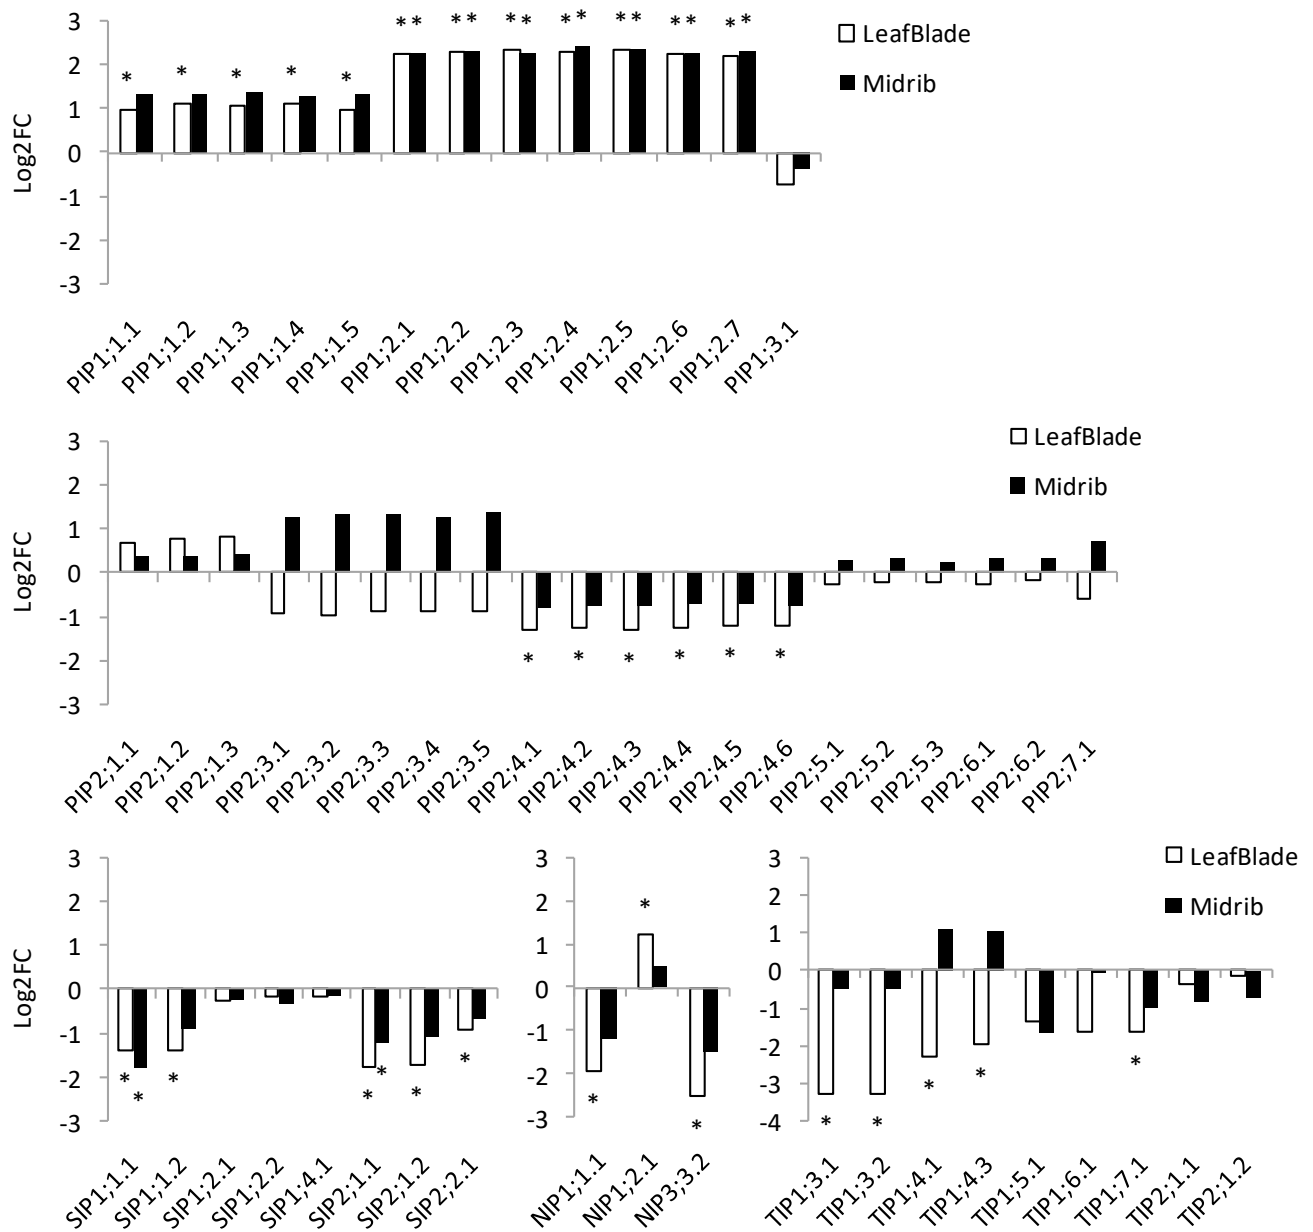 3
2
1
0
-1
-2
-3
Log2FC
* * * * * ** ** ** ** ** ** **
LeafBlade
Midrib
PIP1;1.1 PIP1;1.2 PIP1;1.3 PIP1;1.4 PIP1;1.5 PIP1;2.1 PIP1;2.2 PIP1;2.3 PIP1;2.4 PIP1;2.5 PIP1;2.6 PIP1;2.7 PIP1;3.1
3
2
1
0
-1
-2
-3
Log2FC
LeafBlade
Midrib
* * * * * *
PIP2;1.1 PIP2;1.2 PIP2;1.3 PIP2;3.1 PIP2;3.2 PIP2;3.3 PIP2;3.4 PIP2;3.5 PIP2;4.1 PIP2;4.2 PIP2;4.3 PIP2;4.4 PIP2;4.5 PIP2;4.6 PIP2;5.1 PIP2;5.2 PIP2;5.3 PIP2;6.1 PIP2;6.2 PIP2;7.1
3
2
1
0
-1
-2
-3
Log2FC
* * * * * * *
SIP1;1.1 SIP1;1.2 SIP1;2.1 SIP1;2.2 SIP1;4.1 SIP2;1.1 SIP2;1.2 SIP2;2.1
3
2
1
0
-1
-2
-3
* * *
NIP1;1.1 NIP1;2.1 NIP3;3.2
3
2
1
0
-1
-2
-3
-4
LeafBlade
Midrib
* * * * *
TIP1;3.1 TIP1;3.2 TIP1;4.1 TIP1;4.3 TIP1;5.1 TIP1;6.1 TIP1;7.1 TIP2;1.1 TIP2;1.2